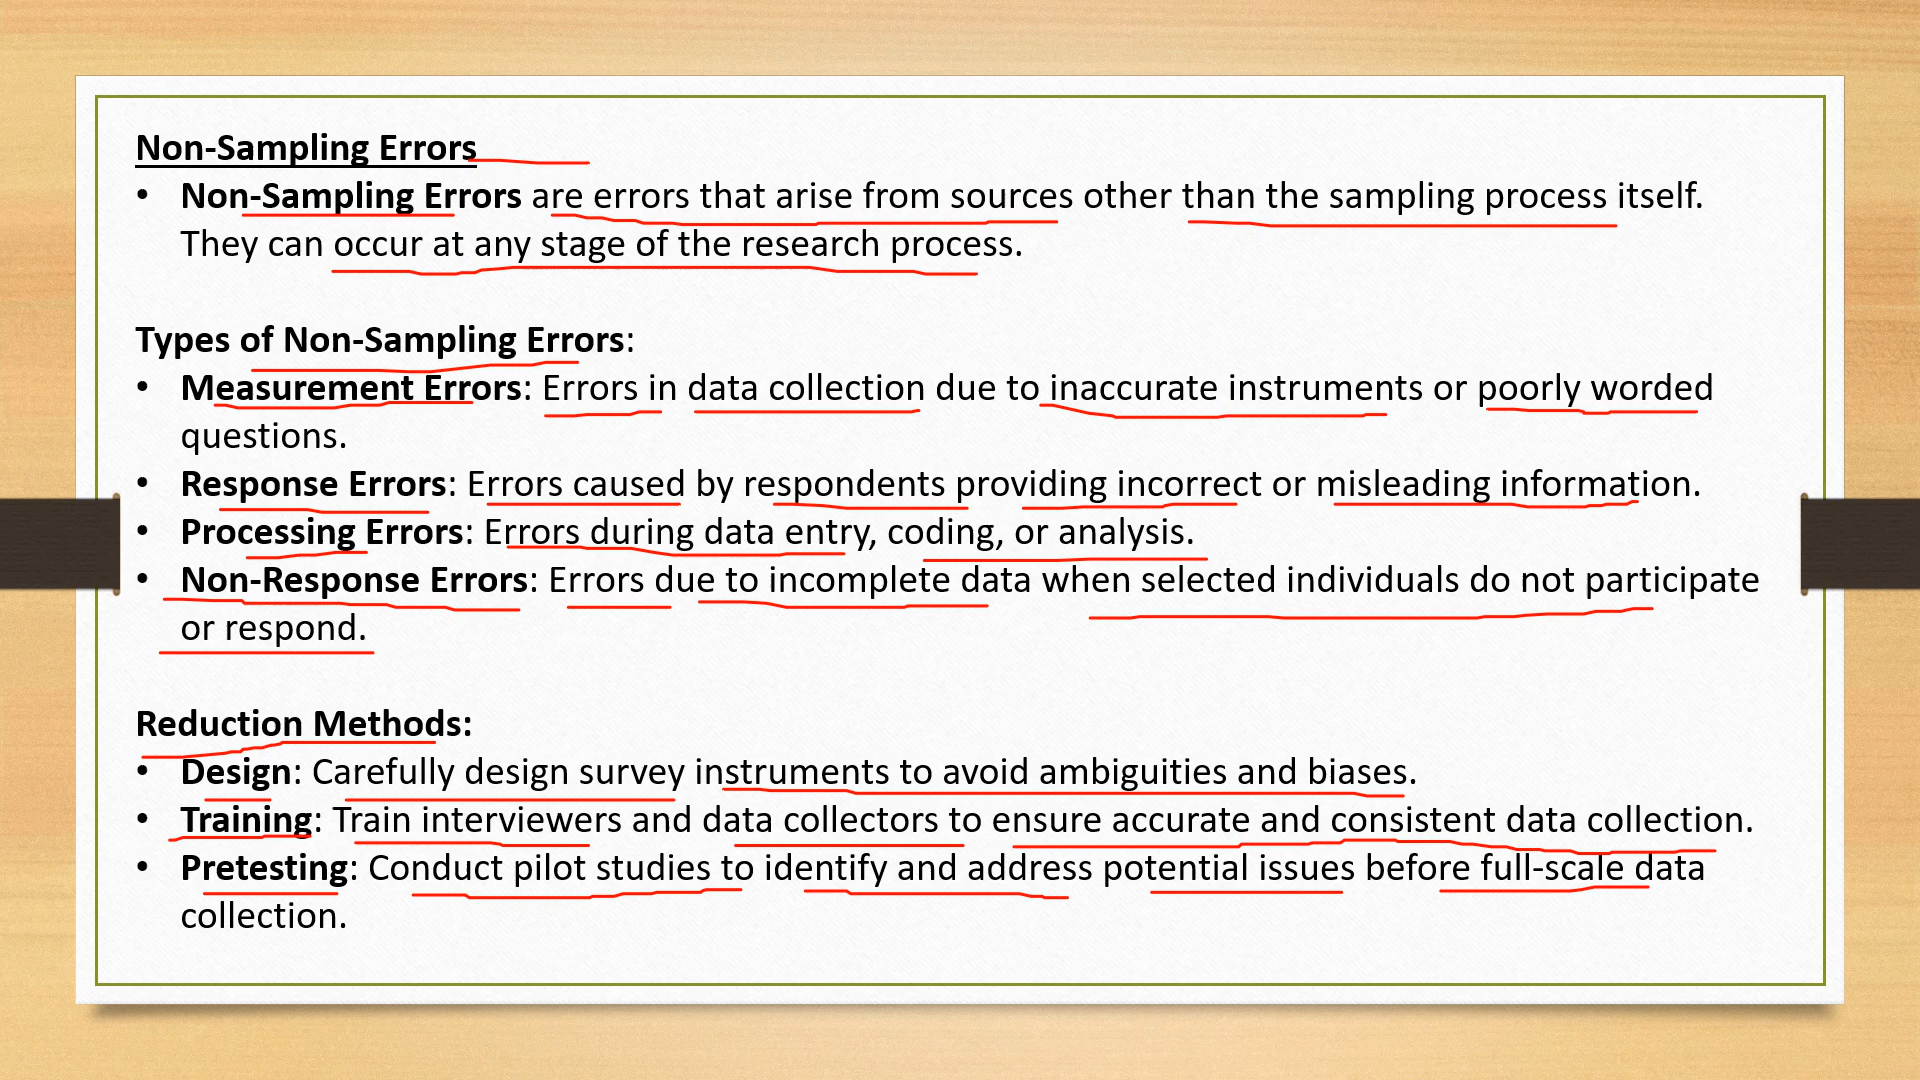 Non-Sampling Errors
• Non-Sampling Errors are errors that arise from sources other than the sampling process itself.
They can occur at any stage of the research process.
Types of Non-Sampling Errors:
• Measurement Errors: Errors in data collection due to inaccurate instruments or poorly worded
questions.
• Response Errors: Errors caused by respondents providing incorrect or misleading information.
• Processing Errors: Errors during data entry, coding, or analysis.
• Non-Response Errors: Errors due to incomplete data when selected individuals do not participate
or respond.
Reduction Methods:
• Design: Carefully design survey instruments to avoid ambiguities and biases.
• Training: Train interviewers and data collectors to ensure accurate and consistent data collection.
• Pretesting: Conduct pilot studies to identify and address potential issues before full-scale data
collection.